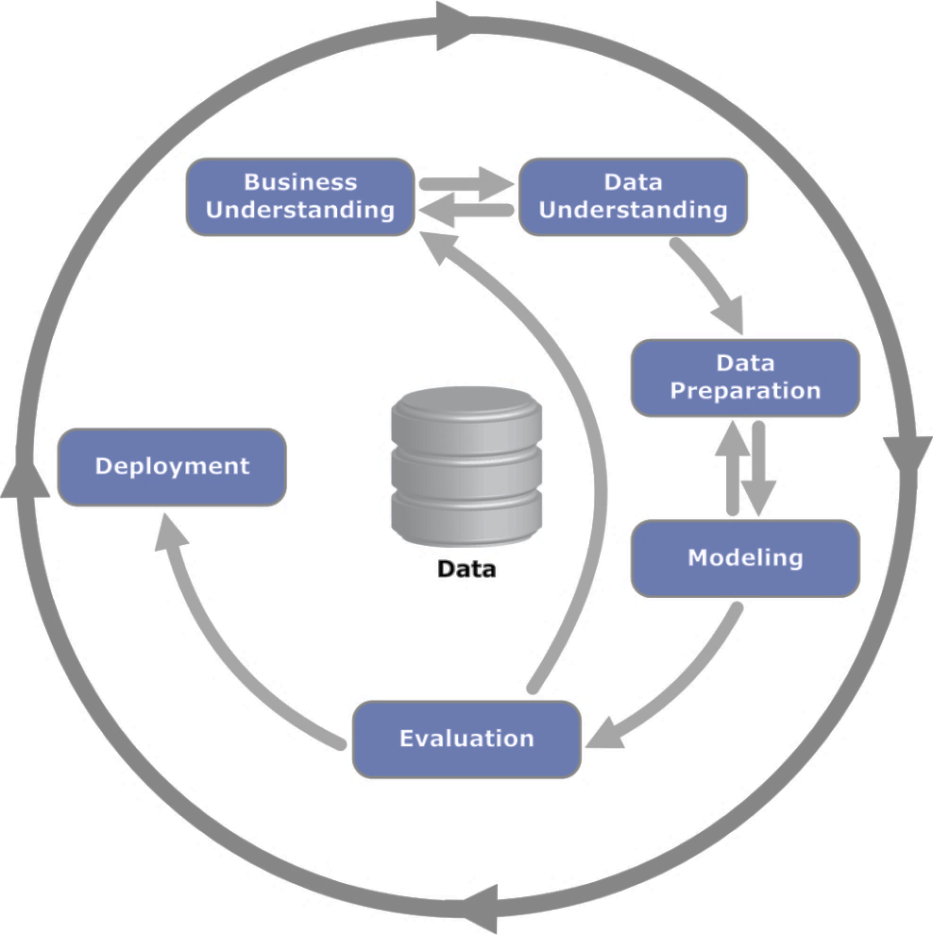 Business
Understanding
Data
Understanding
Data
Preparation
Deployment
Data
Modeling
Evaluation